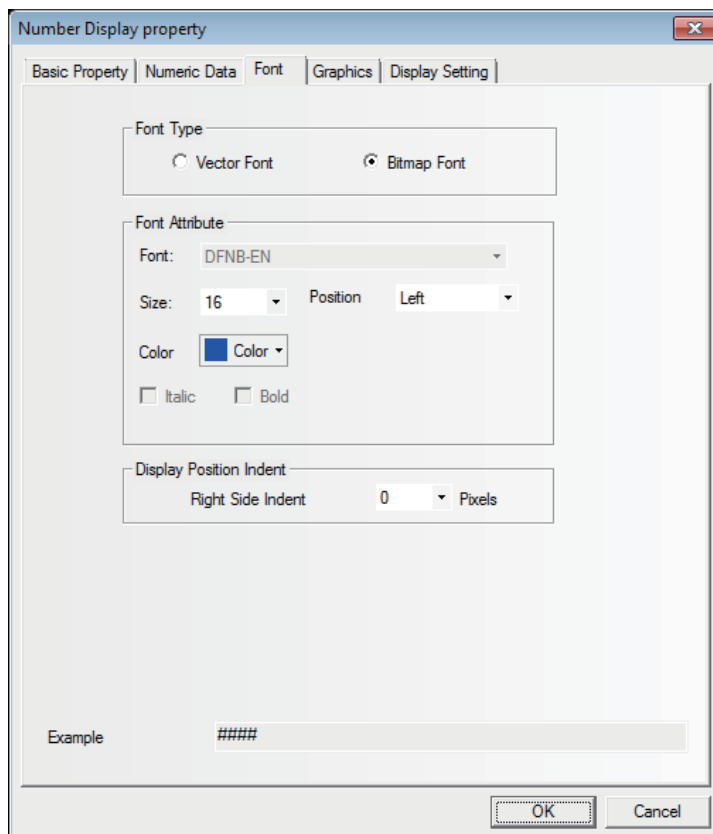 Number Display property
Basic Property Numeric Data Font Graphics Display Setting
Font Type
Vector Font Bitmap Font
Font Attribute
Font: DFNB-EN
Size: 16 Position Left
Color Color
Italic Bold
Display Position Indent
Right Side Indent 0 Pixels
Example ####
OK Cancel